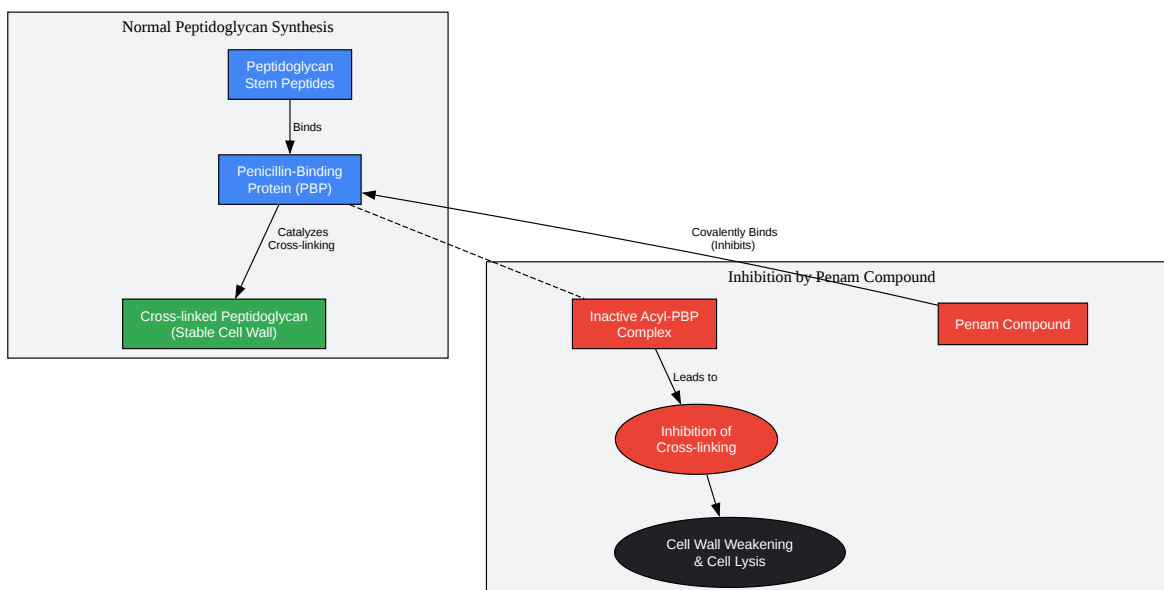 Normal Peptidoglycan Synthesis
Peptidoglycan
Stem Peptides
Binds
Penicillin-Binding
Protein (PBP)
Catalyzes
Cross-linking
Cross-linked Peptidoglycan
(Stable Cell Wall)
Covalently Binds
(Inhibits)
Inhibition by Penam Compound
Inactive Acyl-PBP
Complex
Penam Compound
Leads to
Inhibition of
Cross-linking
Cell Wall Weakening
& Cell Lysis